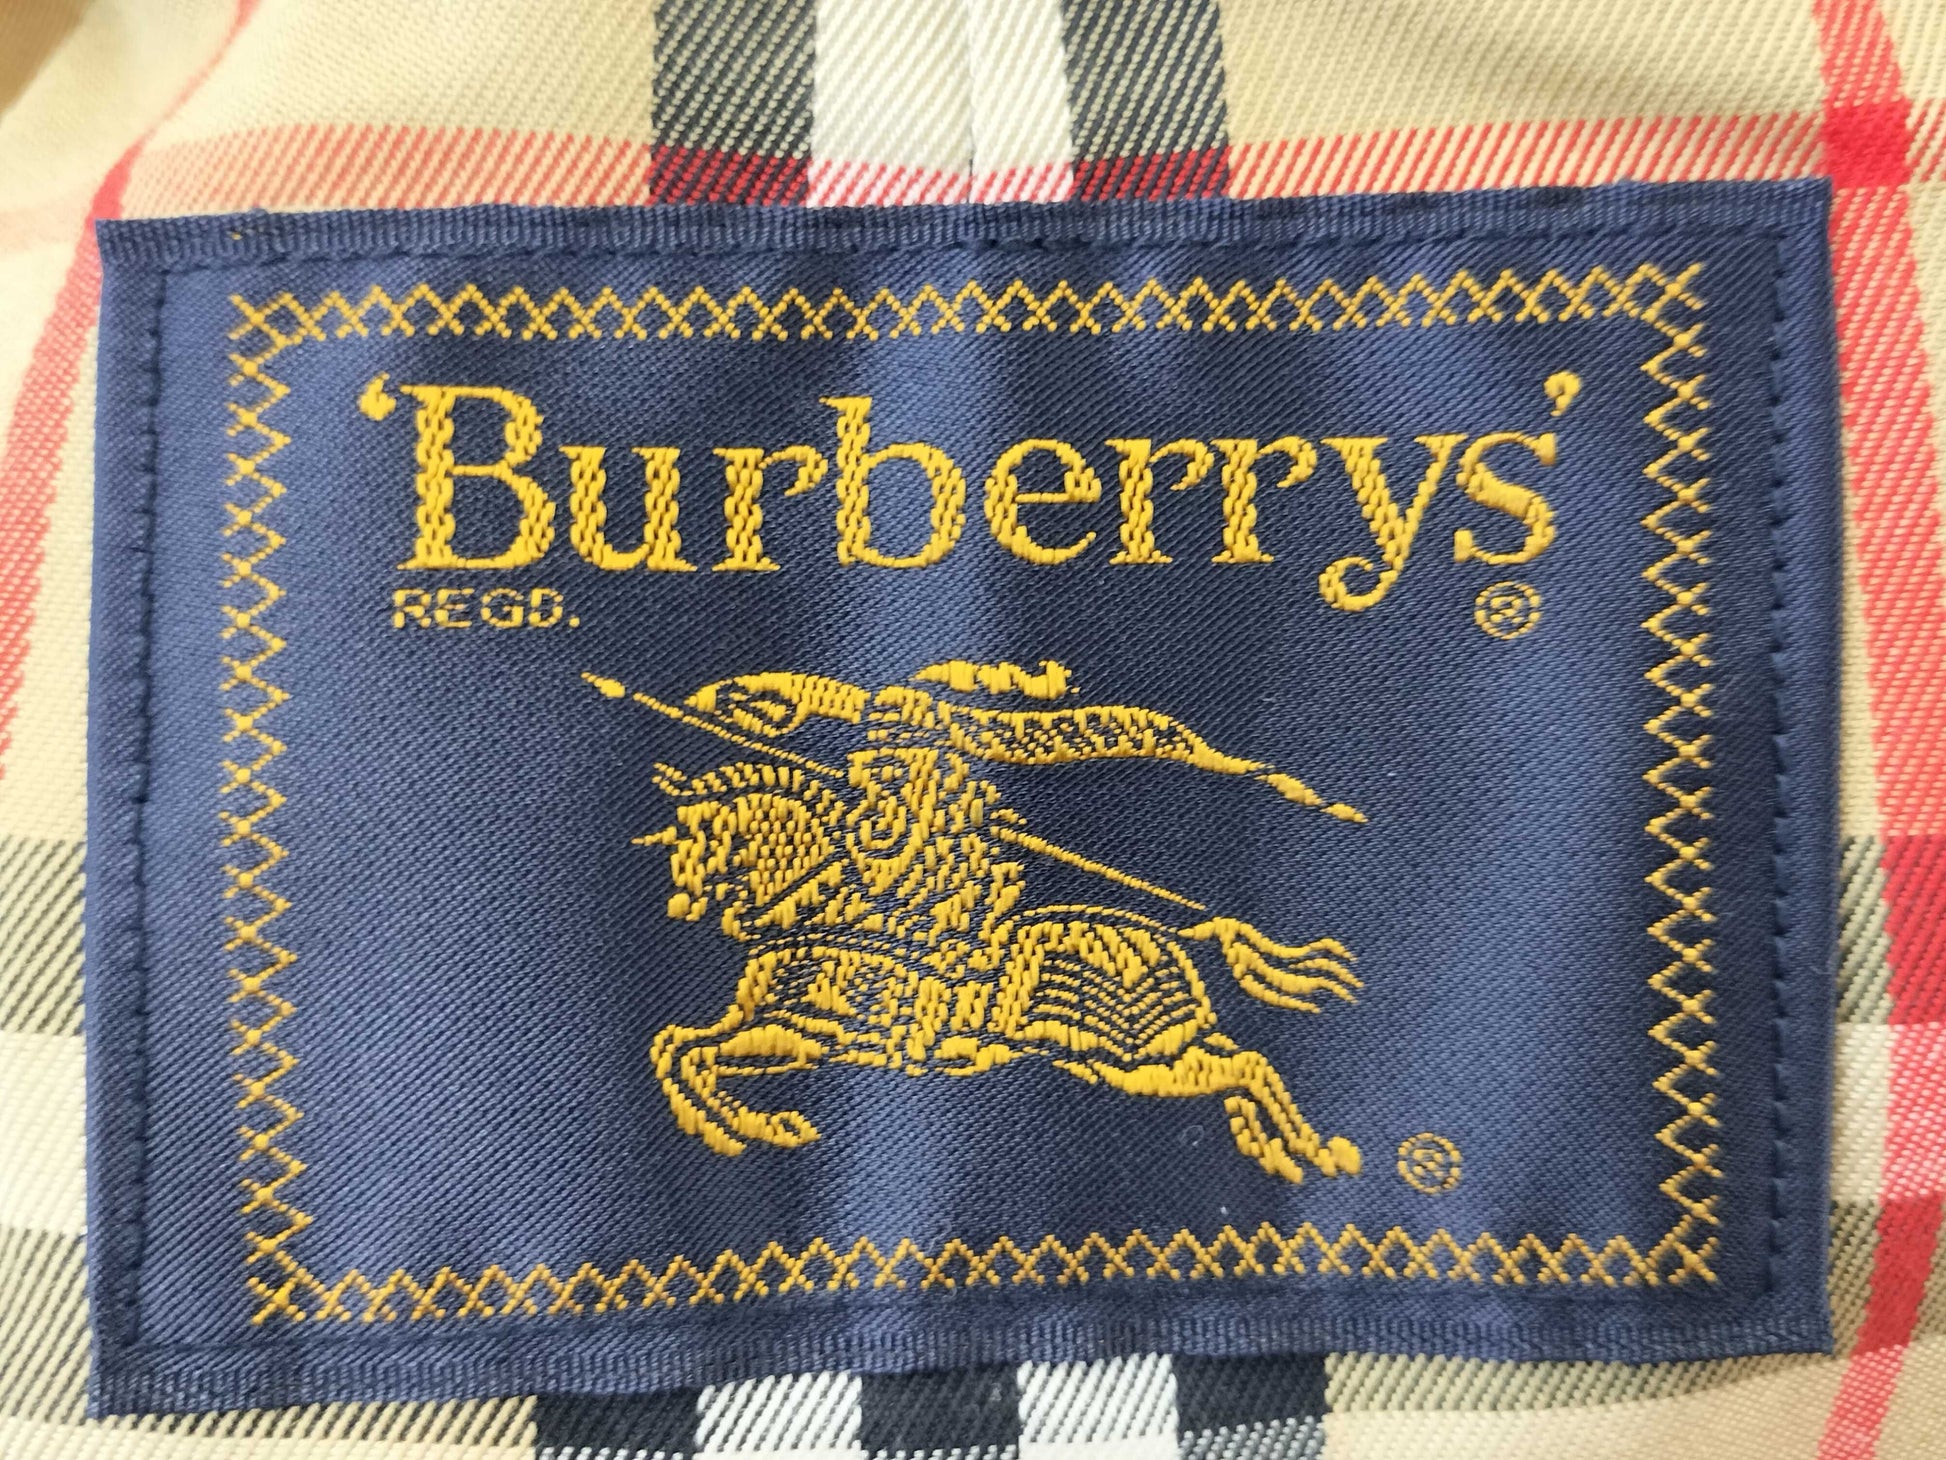 ‘Burberrys’
REGD. ®
®